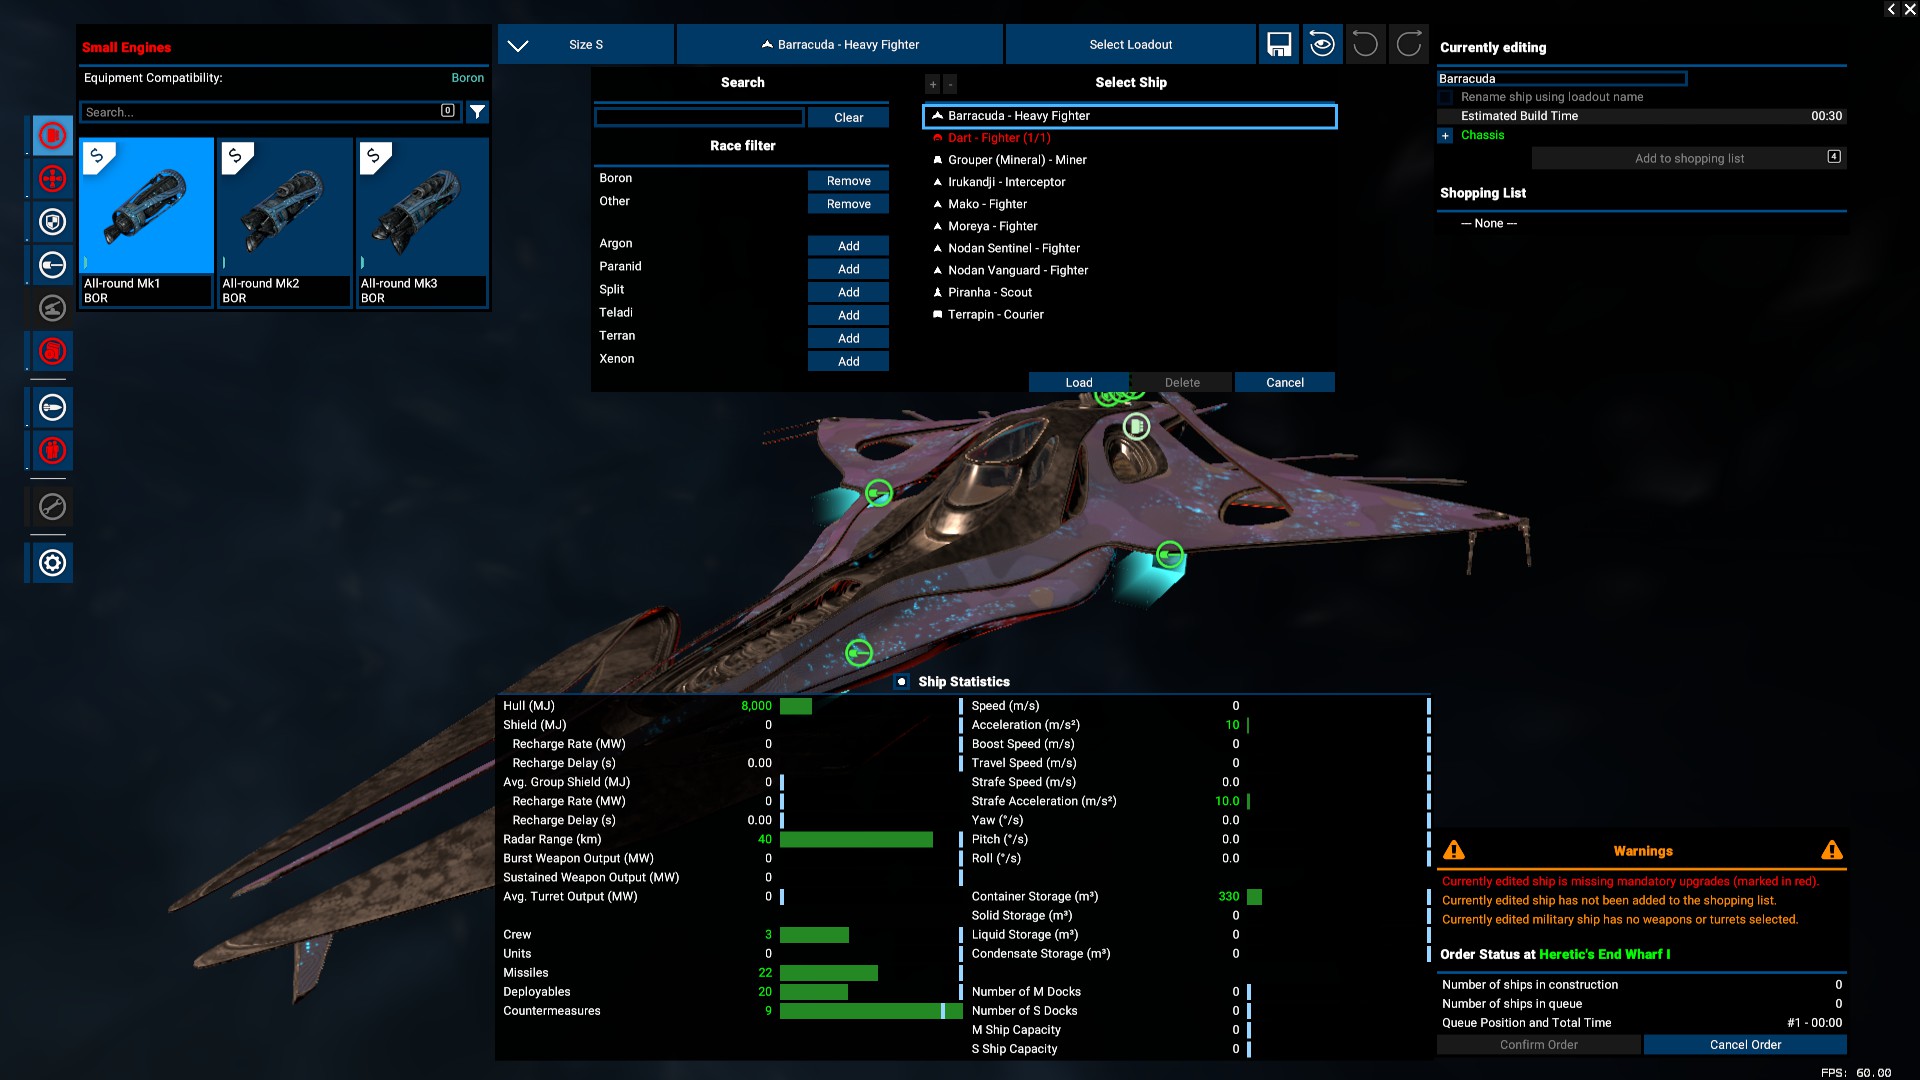 Small Engines
Equipment Compatibility: Boron
Search... 0
$ $ $
All-round Mk1
BOR
All-round Mk2
BOR
All-round Mk3
BOR
Size S
Barracuda - Heavy Fighter
Select Loadout
Search
Clear
Race filter
Boron Remove
Other Remove
Argon Add
Paranid Add
Split Add
Teladi Add
Terran Add
Xenon Add
+ -
Select Ship
Barracuda - Heavy Fighter
Dart - Fighter (1/1)
Grouper (Mineral) - Miner
Irukandji - Interceptor
Mako - Fighter
Moreya - Fighter
Nodan Sentinel - Fighter
Nodan Vanguard - Fighter
Piranha - Scout
Terrapin - Courier
Load Delete Cancel
Currently editing
Barracuda
Rename ship using loadout name
Estimated Build Time 00:30
+ Chassis
Add to shopping list 4
Shopping List
--- None ---
Ship Statistics
Hull (MJ) 8,000
Shield (MJ) 0
Recharge Rate (MW) 0
Recharge Delay (s) 0.00
Avg. Group Shield (MJ) 0
Recharge Rate (MW) 0
Recharge Delay (s) 0.00
Radar Range (km) 40
Burst Weapon Output (MW) 0
Sustained Weapon Output (MW) 0
Avg. Turret Output (MW) 0
Crew 3
Units 0
Missiles 22
Deployables 20
Countermeasures 9
Speed (m/s) 0
Acceleration (m/s²) 10
Boost Speed (m/s) 0
Travel Speed (m/s) 0
Strafe Speed (m/s) 0.0
Strafe Acceleration (m/s²) 10.0
Yaw (°/s) 0.0
Pitch (°/s) 0.0
Roll (°/s) 0.0
Container Storage (m³) 330
Solid Storage (m³) 0
Liquid Storage (m³) 0
Condensate Storage (m³) 0
Number of M Docks 0
Number of S Docks 0
M Ship Capacity 0
S Ship Capacity 0
Warnings
Currently edited ship is missing mandatory upgrades (marked in red).
Currently edited ship has not been added to the shopping list.
Currently edited military ship has no weapons or turrets selected.
Order Status at Heretic's End Wharf I
Number of ships in construction 0
Number of ships in queue 0
Queue Position and Total Time #1 - 00:00
Confirm Order Cancel Order
FPS: 60.00